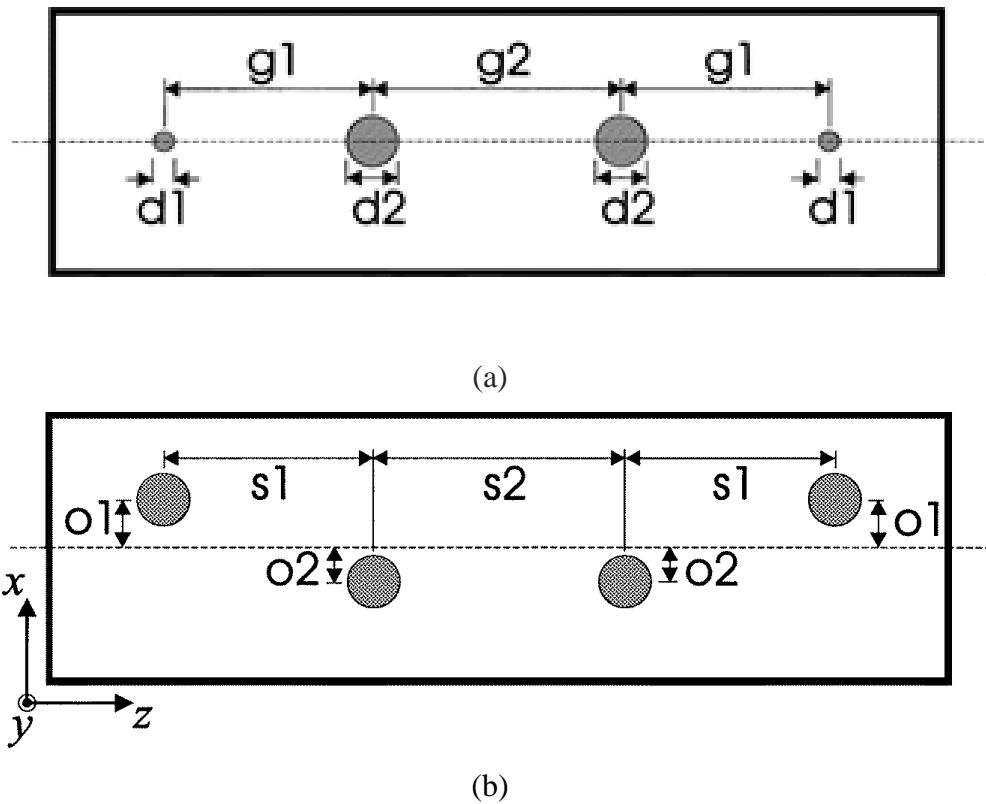 g1 g2 g1
d1 d2 d2 d1
(a)
s1 s2 s1
o1 o1
o2 o2
x
z
y
(b)